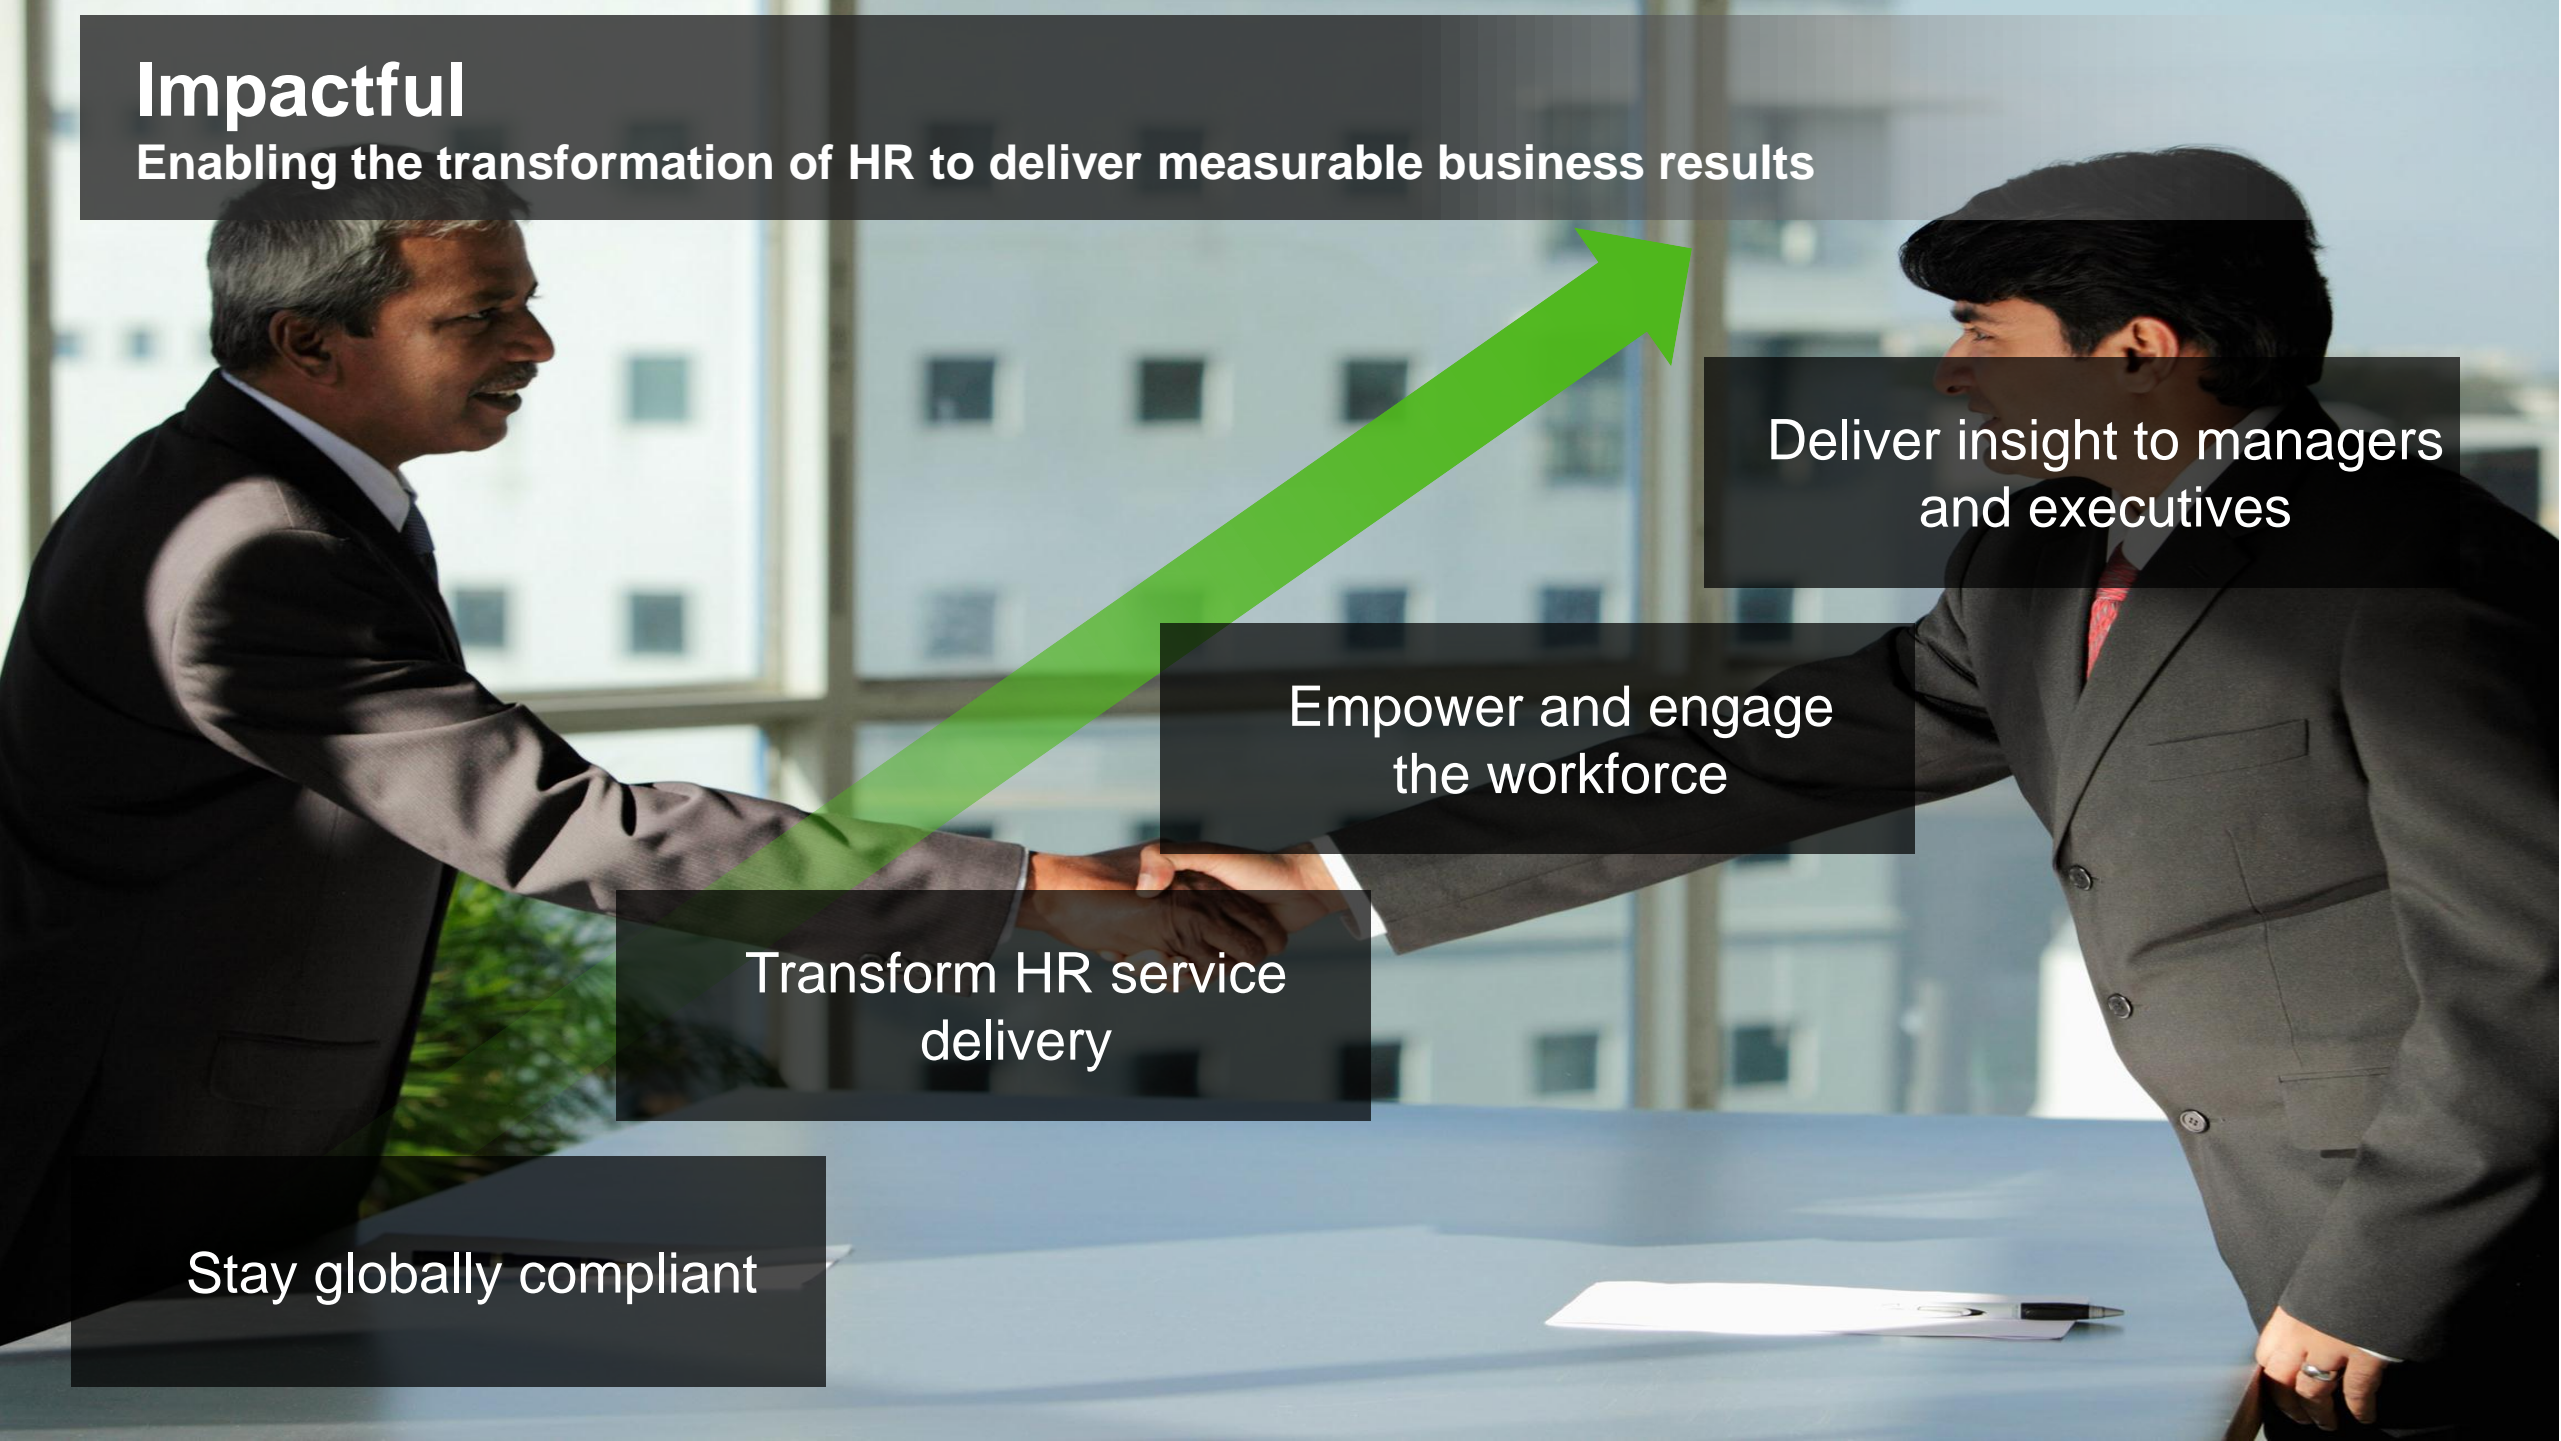 Impactful
Enabling the transformation of HR to deliver measurable business results
Deliver insight to managers
and executives
Empower and engage
the workforce
Transform HR service
delivery
Stay globally compliant